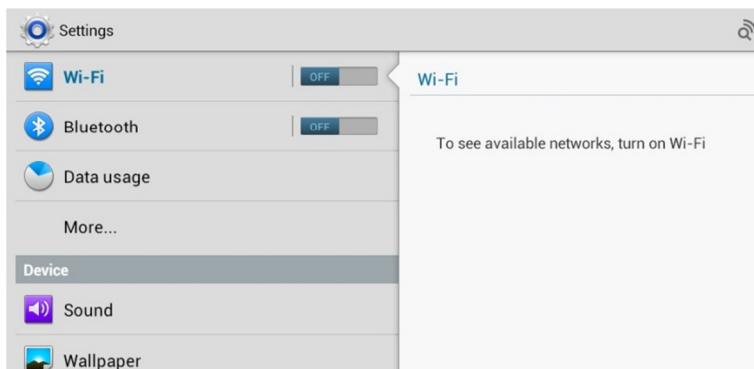 Settings
Wi-Fi
OFF
Bluetooth
OFF
Data usage
More...
Device
Sound
Wallpaper
Wi-Fi
To see available networks, turn on Wi-Fi